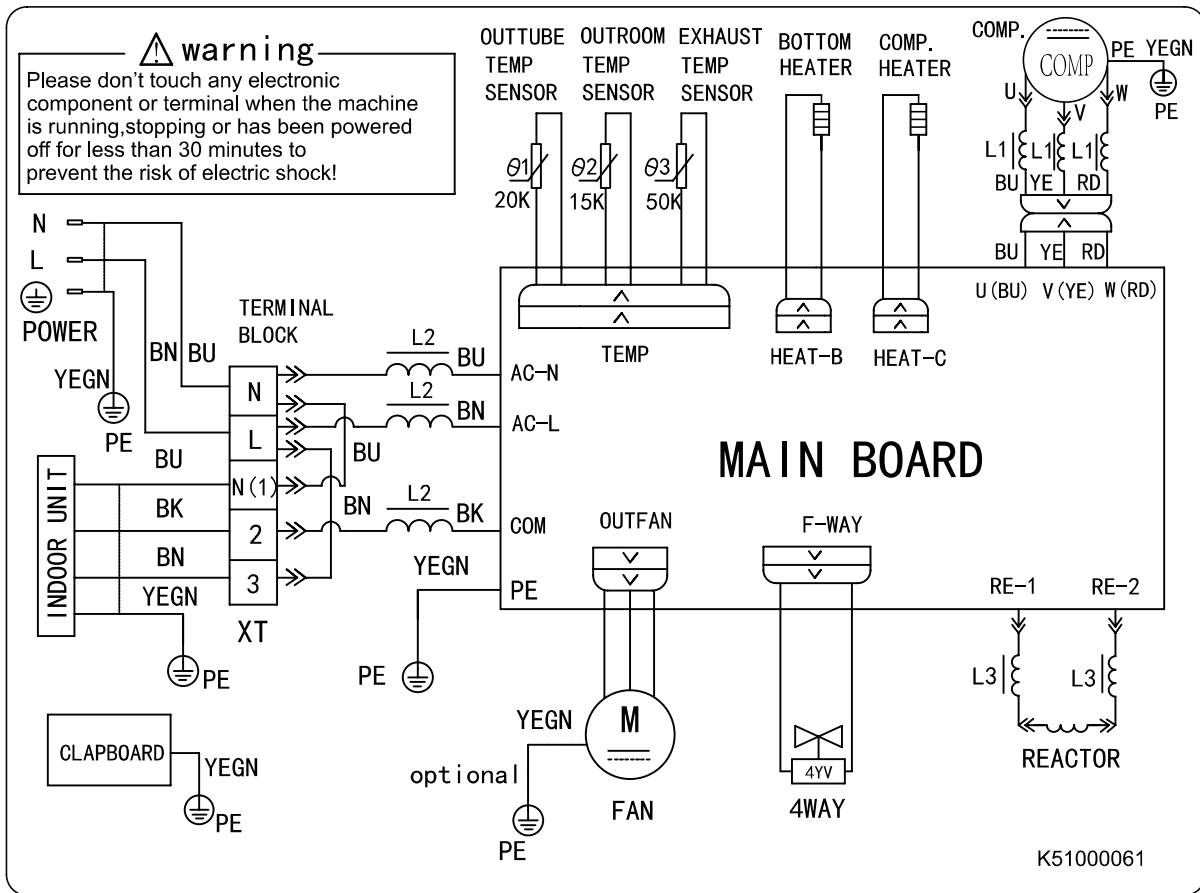 ⚠ warning
Please don't touch any electronic
component or terminal when the machine
is running,stopping or has been powered
off for less than 30 minutes to
prevent the risk of electric shock!
OUTTUBE
TEMP
SENSOR
OUTROOM
TEMP
SENSOR
EXHAUST
TEMP
SENSOR
BOTTOM
HEATER
COMP.
HEATER
COMP.
COMP
PE YEGN
PE
U
V
W
L1
L1
L1
BU YE RD
BU YE RD
U(BU) V(YE) W(RD)
θ1
20K
θ2
15K
θ3
50K
TEMP
HEAT-B
HEAT-C
N
L
POWER
YEGN
PE
BN
BU
TERMINAL
BLOCK
N
L
N(1)
2
3
XT
L2
BU
AC-N
L2
BN
AC-L
BU
BN
L2
BK
COM
YEGN
PE
PE
MAIN BOARD
INDOOR UNIT
BU
BK
BN
YEGN
PE
OUTFAN
F-WAY
RE-1
RE-2
L3
L3
REACTOR
YEGN
optional
PE
M
FAN
4YV
4WAY
CLAPBOARD
YEGN
PE
K51000061